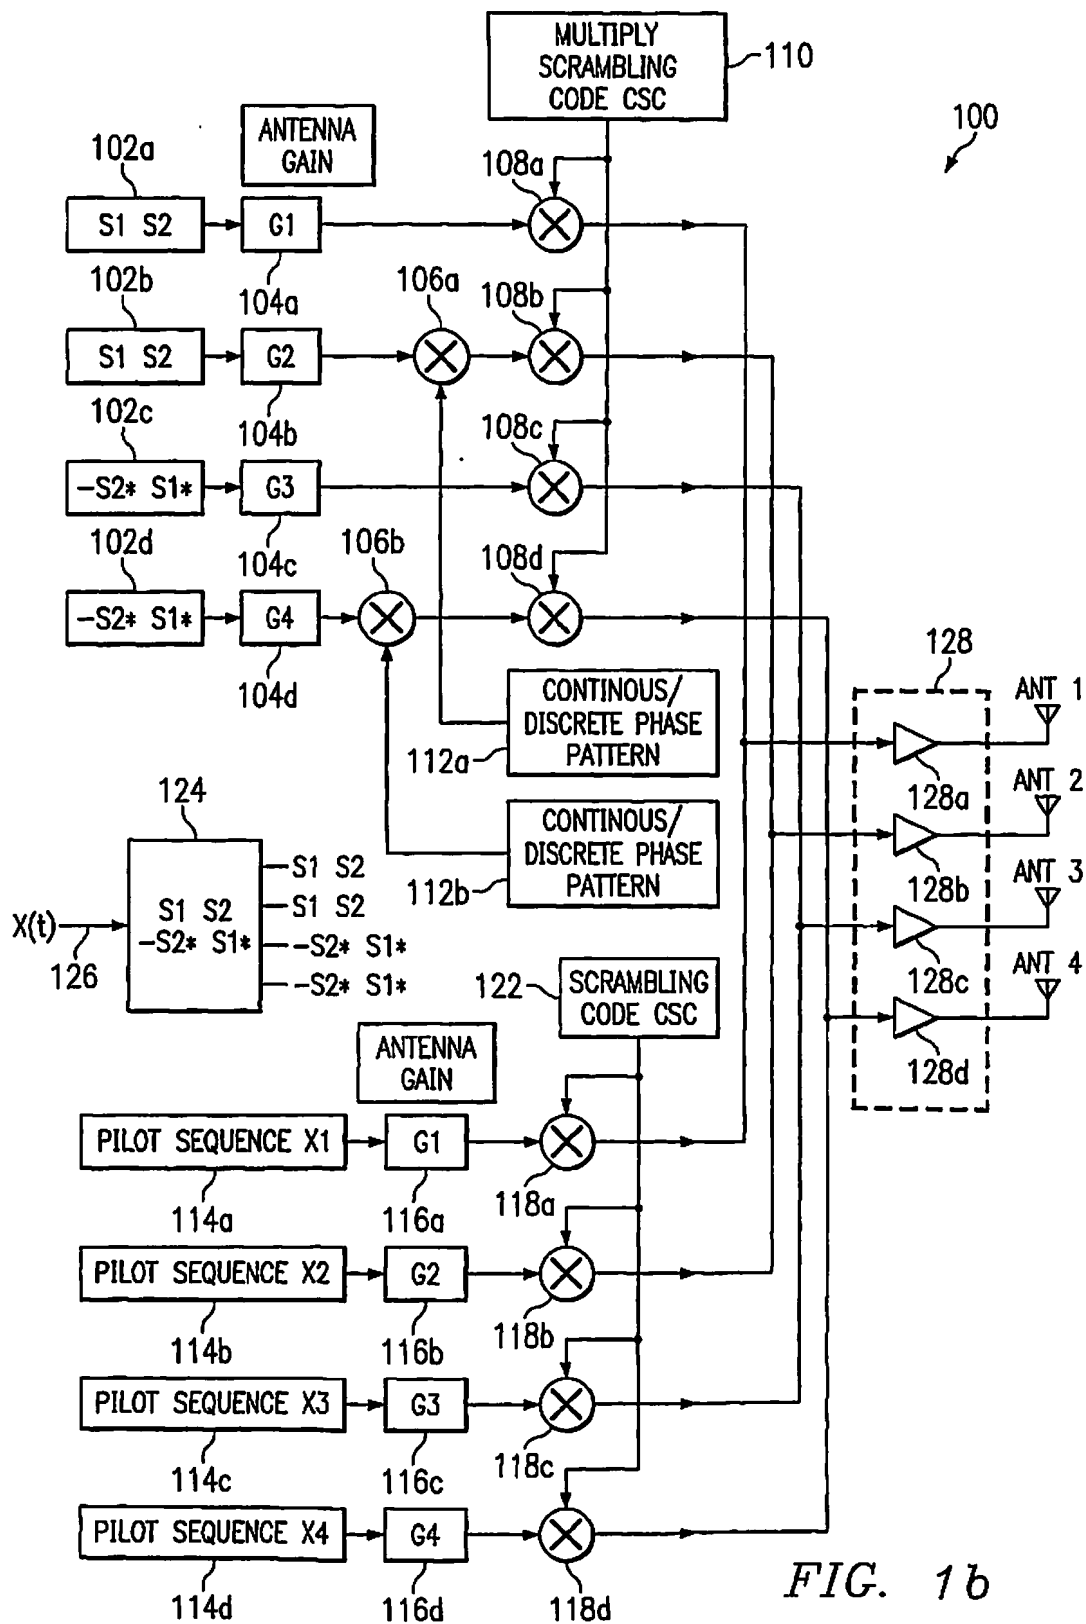 MULTIPLY
SCRAMBLING
CODE CSC
110
100
ANTENNA
GAIN
102a
108a
S1 S2
G1
102b
104a
106a
108b
S1 S2
G2
102c
104b
108c
-S2* S1*
G3
102d
104c
106b
108d
-S2* S1*
G4
104d
128
ANT 1
CONTINOUS/
DISCRETE PHASE
PATTERN
112a
128a
ANT 2
124
CONTINOUS/
DISCRETE PHASE
PATTERN
112b
128b
ANT 3
S1 S2
S1 S2
X(t)
S1 S2
-S2* S1*
-S2* S1*
-S2* S1*
126
128c
ANT 4
122
SCRAMBLING
CODE CSC
128d
ANTENNA
GAIN
PILOT SEQUENCE X1
G1
114a
116a
118a
PILOT SEQUENCE X2
G2
114b
116b
118b
PILOT SEQUENCE X3
G3
114c
116c
118c
PILOT SEQUENCE X4
G4
114d
116d
118d
FIG. 1b